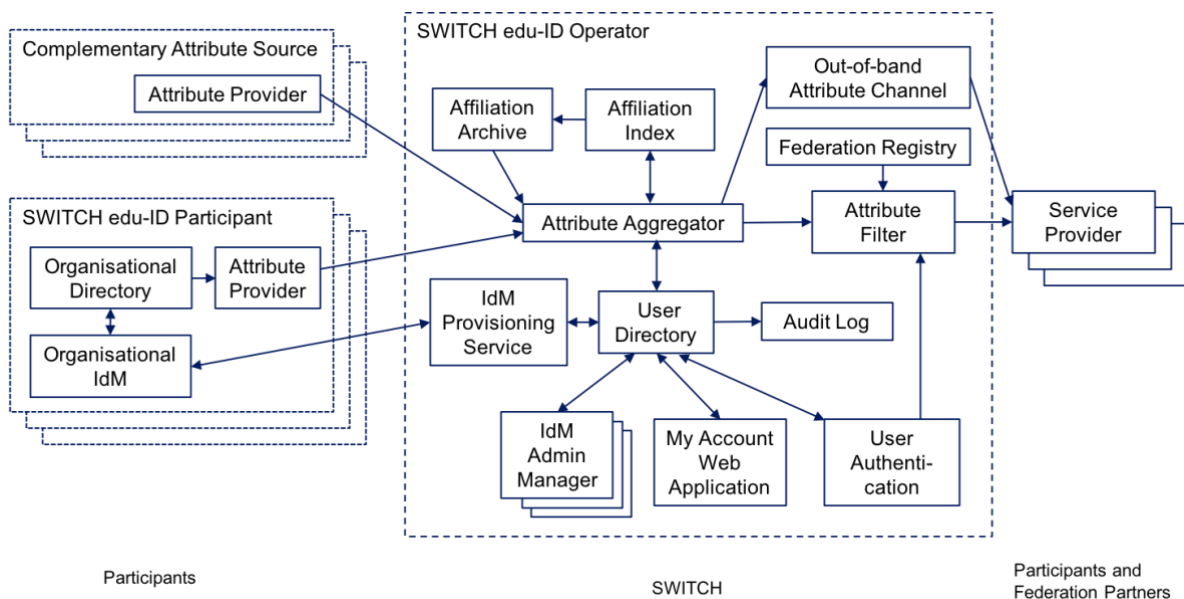 Complementary Attribute Source
Attribute Provider
SWITCH edu-ID Participant
Organisational
Directory
Attribute
Provider
Organisational
IdM
SWITCH edu-ID Operator
Affiliation
Archive
Affiliation
Index
Out-of-band
Attribute Channel
Federation Registry
Attribute Aggregator
Attribute
Filter
Service
Provider
IdM
Provisioning
Service
User
Directory
Audit Log
IdM
Admin
Manager
My Account
Web
Application
User
Authenti-
cation
Participants
SWITCH
Participants and
Federation Partners